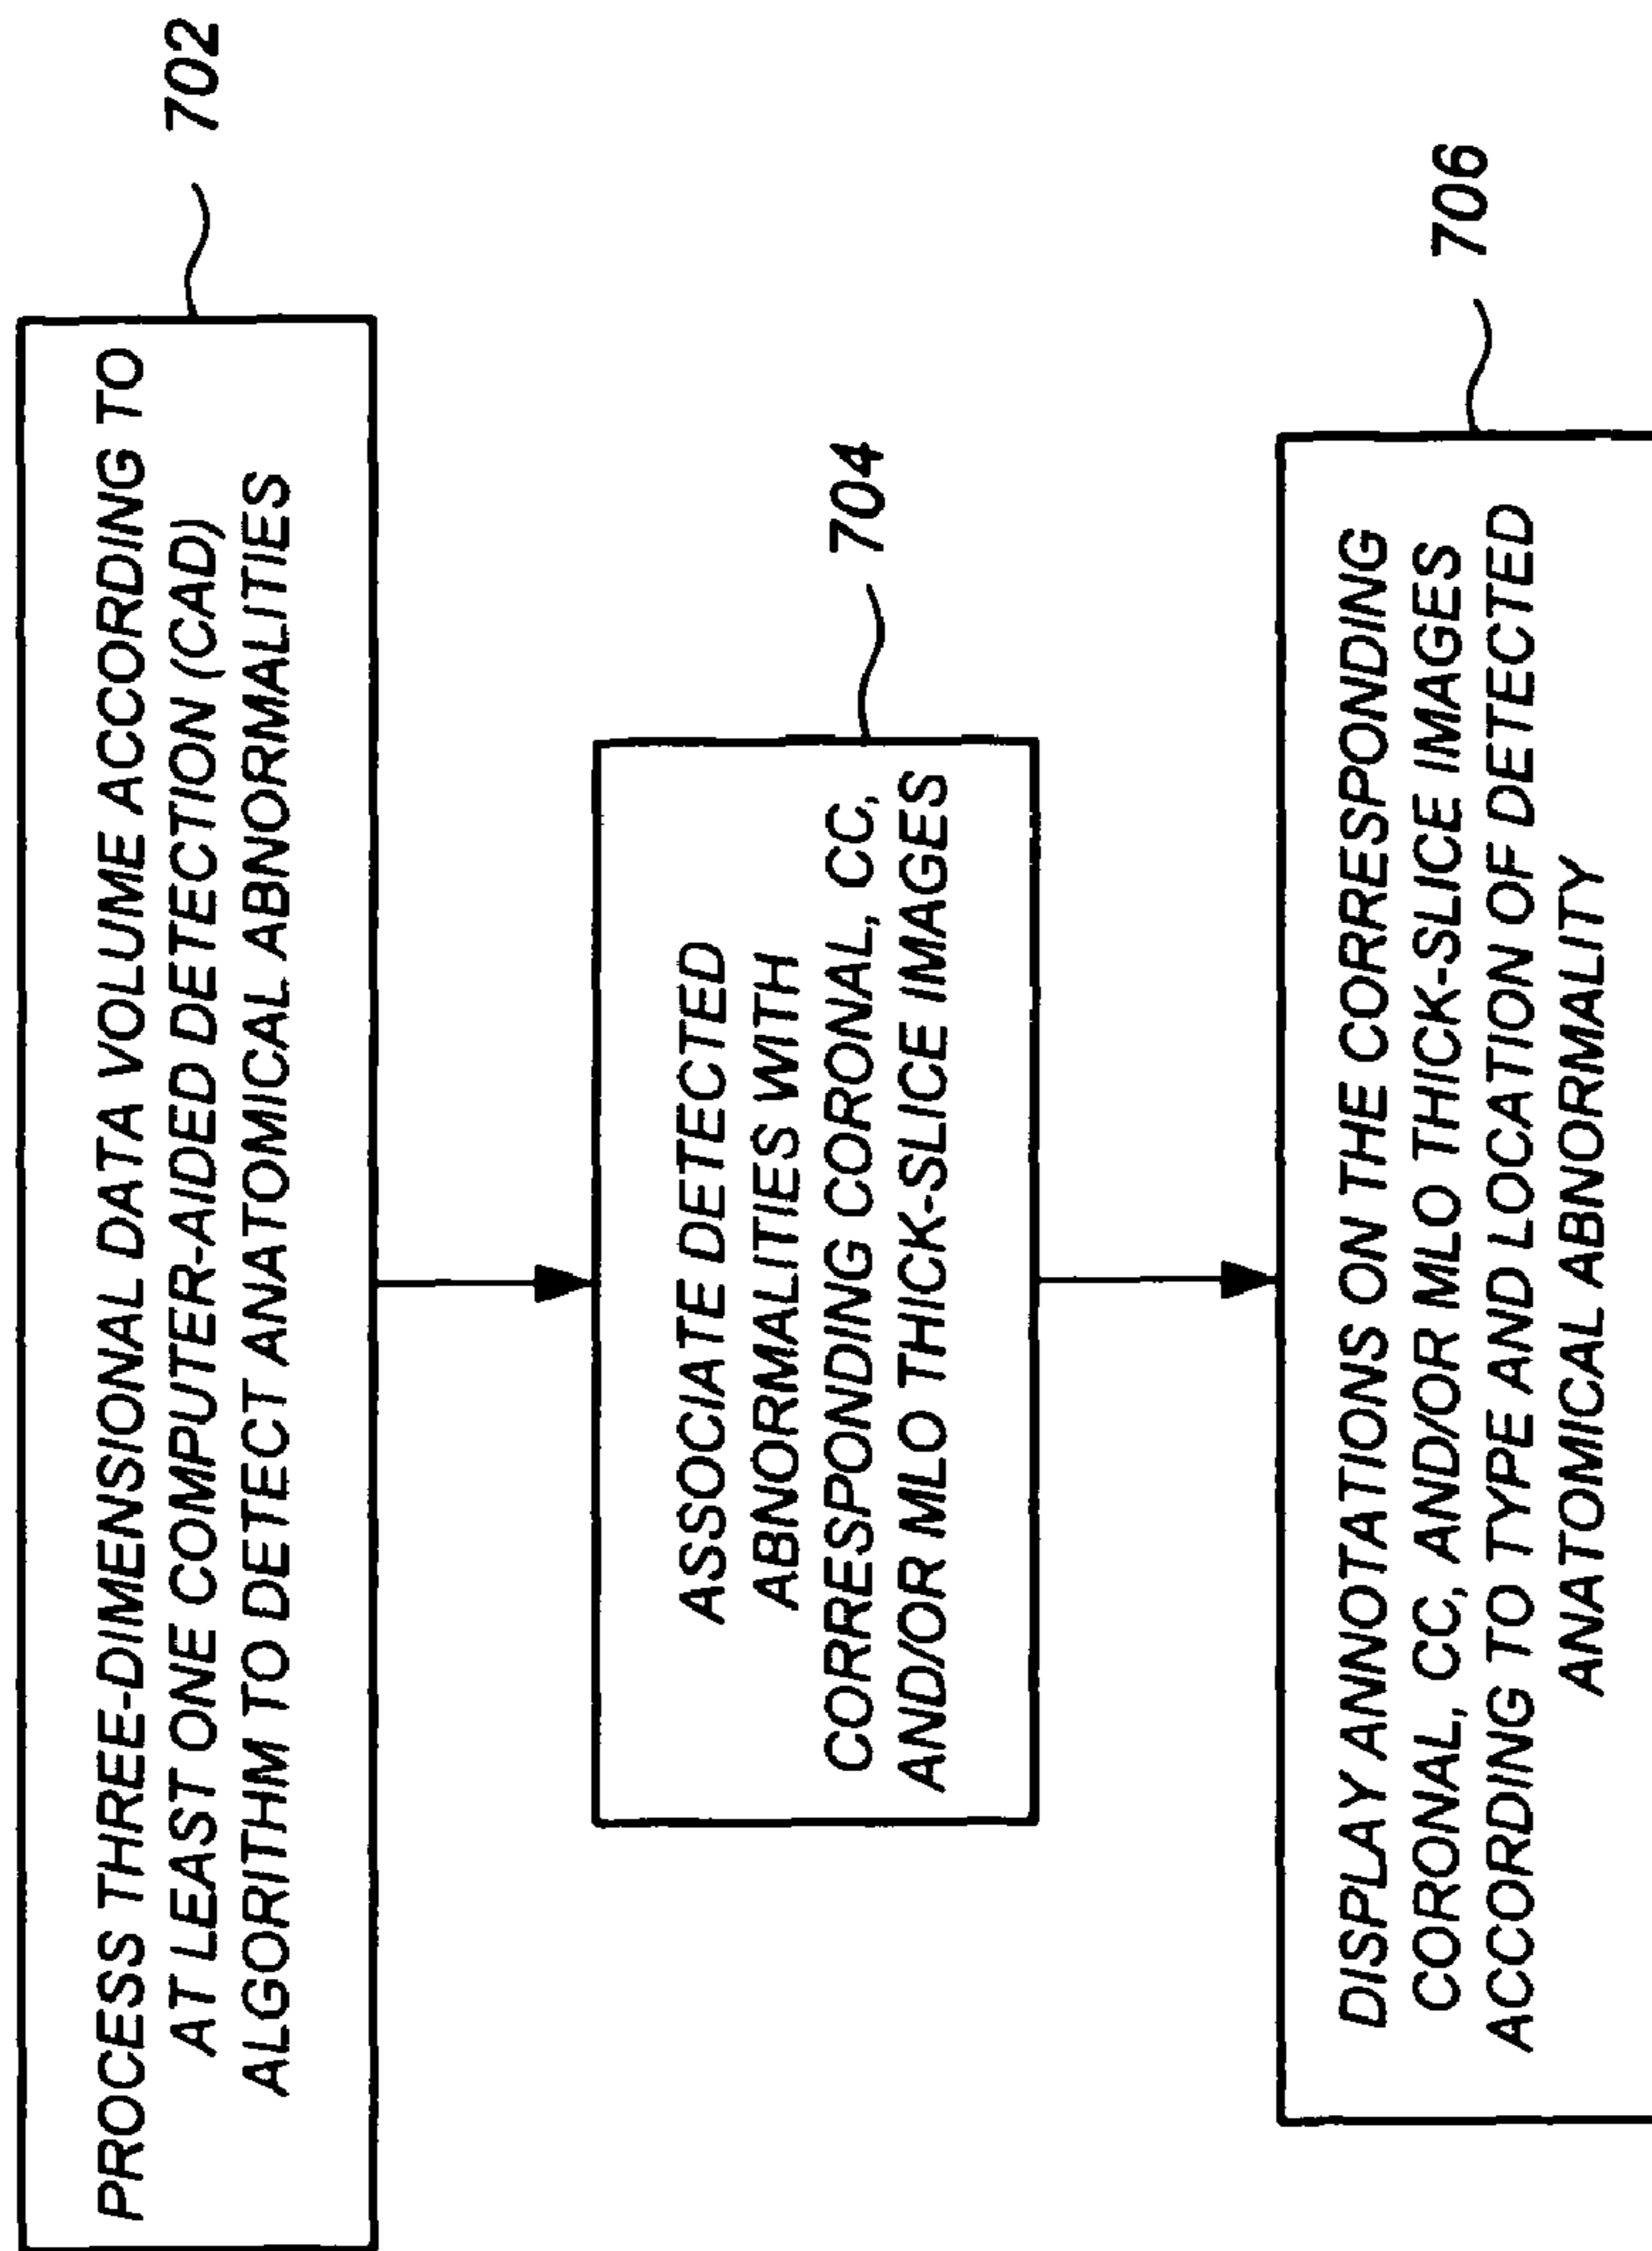 PROCESS THREE-DIMENSIONAL DATA VOLUME ACCORDING TO
AT LEAST ONE COMPUTER-AIDED DETECTION (CAD)
ALGORITHM TO DETECT ANATOMICAL ABNORMALITIES
702
ASSOCIATE DETECTED
ABNORMALITIES WITH
CORRESPONDING CORONAL, CC,
AND/OR MLO THICK-SLICE IMAGES
704
DISPLAY ANNOTATIONS ON THE CORRESPONDING
CORONAL, CC, AND/OR MLO THICK-SLICE IMAGES
ACCORDING TO TYPE AND LOCATION OF DETECTED
ANATOMICAL ABNORMALITY
706